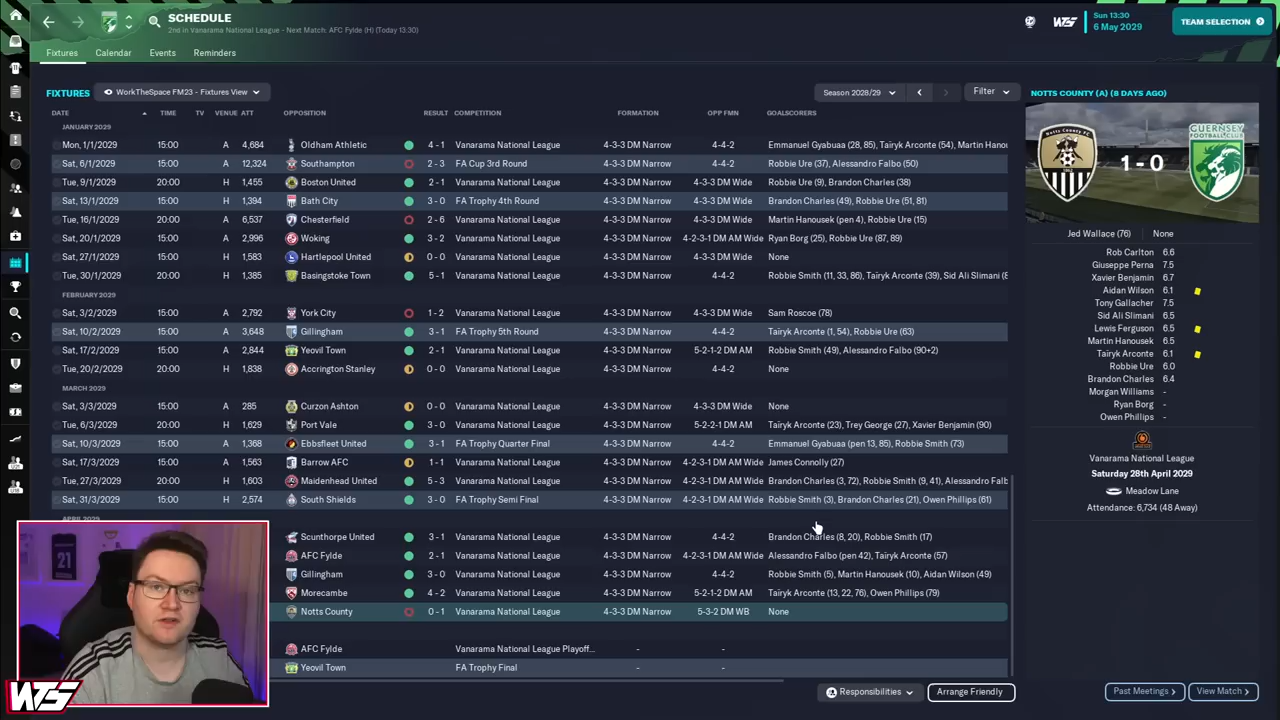 SCHEDULE
2nd in Vanarama National League - Next Match: AFC Fylde (H) (Today 13:30)
WTS
Sun 13:30
6 May 2029
TEAM SELECTION
Fixtures Calendar Events Reminders
FIXTURES WorkTheSpace FM23 - Fixtures View Season 2028/29 Filter
DATE TIME TV VENUE ATT OPPOSITION RESULT COMPETITION FORMATION OPP FMN GOALSCORERS
JANUARY 2029
Mon, 1/1/2029 15:00 A 4,684 Oldham Athletic 4 - 1 Vanarama National League 4-3-3 DM Narrow 4-4-2 Emmanuel Gyabuaa (28, 85), Taïryk Arconte (54), Martin Hanou
Sat, 6/1/2029 15:00 A 12,324 Southampton 2 - 3 FA Cup 3rd Round 4-3-3 DM Narrow 4-4-2 Robbie Ure (37), Alessandro Falbo (50)
Tue, 9/1/2029 20:00 H 1,455 Boston United 2 - 1 Vanarama National League 4-3-3 DM Narrow 4-3-3 DM Wide Robbie Ure (9), Brandon Charles (38)
Sat, 13/1/2029 15:00 H 1,394 Bath City 3 - 0 FA Trophy 4th Round 4-3-3 DM Narrow 4-3-3 DM Wide Brandon Charles (49), Robbie Ure (51, 81)
Tue, 16/1/2029 20:00 A 6,537 Chesterfield 2 - 6 Vanarama National League 4-3-3 DM Narrow 4-3-3 DM Wide Martin Hanousek (pen 4), Robbie Ure (15)
Sat, 20/1/2029 15:00 A 2,996 Woking 3 - 2 Vanarama National League 4-3-3 DM Narrow 4-2-3-1 DM AM Wide Ryan Borg (25), Robbie Ure (87, 89)
Sat, 27/1/2029 15:00 H 1,583 Hartlepool United 0 - 0 Vanarama National League 4-3-3 DM Narrow 4-3-3 DM Wide None
Tue, 30/1/2029 20:00 H 1,385 Basingstoke Town 5 - 1 Vanarama National League 4-3-3 DM Narrow 4-4-2 Robbie Smith (11, 33, 86), Taïryk Arconte (39), Sid Ali Slimani (8
FEBRUARY 2029
Sat, 3/2/2029 15:00 A 2,792 York City 1 - 2 Vanarama National League 4-3-3 DM Narrow 4-3-3 DM Wide Sam Roscoe (78)
Sat, 10/2/2029 15:00 A 3,648 Gillingham 3 - 1 FA Trophy 5th Round 4-3-3 DM Narrow 4-4-2 Taïryk Arconte (1, 54), Robbie Ure (63)
Sat, 17/2/2029 15:00 A 2,844 Yeovil Town 2 - 1 Vanarama National League 4-3-3 DM Narrow 5-2-1-2 DM AM Robbie Smith (49), Alessandro Falbo (90+2)
Tue, 20/2/2029 20:00 H 1,838 Accrington Stanley 0 - 0 Vanarama National League 4-3-3 DM Narrow 4-4-2 None
MARCH 2029
Sat, 3/3/2029 15:00 A 285 Curzon Ashton 0 - 0 Vanarama National League 4-3-3 DM Narrow 4-3-3 DM Wide None
Tue, 6/3/2029 20:00 H 1,629 Port Vale 3 - 0 Vanarama National League 4-3-3 DM Narrow 5-2-2-1 DM AM Taïryk Arconte (23), Trey George (27), Xavier Benjamin (90)
Sat, 10/3/2029 15:00 A 1,368 Ebbsfleet United 3 - 1 FA Trophy Quarter Final 4-3-3 DM Narrow 4-4-2 Emmanuel Gyabuaa (pen 13, 85), Robbie Smith (73)
Sat, 17/3/2029 15:00 A 1,563 Barrow AFC 1 - 1 Vanarama National League 4-3-3 DM Narrow 4-2-3-1 DM AM Wide James Connolly (27)
Tue, 27/3/2029 20:00 H 1,603 Maidenhead United 5 - 3 Vanarama National League 4-3-3 DM Narrow 4-2-3-1 DM AM Wide Brandon Charles (3, 72), Robbie Smith (9, 41), Alessandro Falb
Sat, 31/3/2029 15:00 H 2,574 South Shields 3 - 0 FA Trophy Semi Final 4-3-3 DM Narrow 4-2-3-1 DM AM Wide Robbie Smith (3), Brandon Charles (21), Owen Phillips (61)
APRIL 2029
Scunthorpe United 3 - 1 Vanarama National League 4-3-3 DM Narrow 4-4-2 Brandon Charles (8, 20), Robbie Smith (17)
AFC Fylde 2 - 1 Vanarama National League 4-3-3 DM Narrow 4-2-3-1 DM AM Wide Alessandro Falbo (pen 42), Taïryk Arconte (57)
Gillingham 3 - 0 Vanarama National League 4-3-3 DM Narrow 4-4-2 Robbie Smith (5), Martin Hanousek (10), Aidan Wilson (49)
Morecambe 4 - 2 Vanarama National League 4-3-3 DM Narrow 5-2-1-2 DM AM Taïryk Arconte (13, 22, 76), Owen Phillips (79)
Notts County 0 - 1 Vanarama National League 4-3-3 DM Narrow 5-3-2 DM WB None
AFC Fylde Vanarama National League Playoff... - -
Yeovil Town FA Trophy Final - -
Responsibilities Arrange Friendly
NOTTS COUNTY (A) (8 DAYS AGO)
1 - 0
GUERNSEY
Jed Wallace (76) None
Rob Carlton 6.6
Giuseppe Perna 7.5
Xavier Benjamin 6.7
Aidan Wilson 6.1
Tony Gallacher 7.5
Sid Ali Slimani 6.5
Lewis Ferguson 6.5
Martin Hanousek 6.5
Taïryk Arconte 6.1
Robbie Ure 6.0
Brandon Charles 6.4
Morgan Williams -
Ryan Borg -
Owen Phillips -
Vanarama National League
Saturday 28th April 2029
Meadow Lane
Attendance: 6,734 (48 Away)
Past Meetings View Match
21
WTS